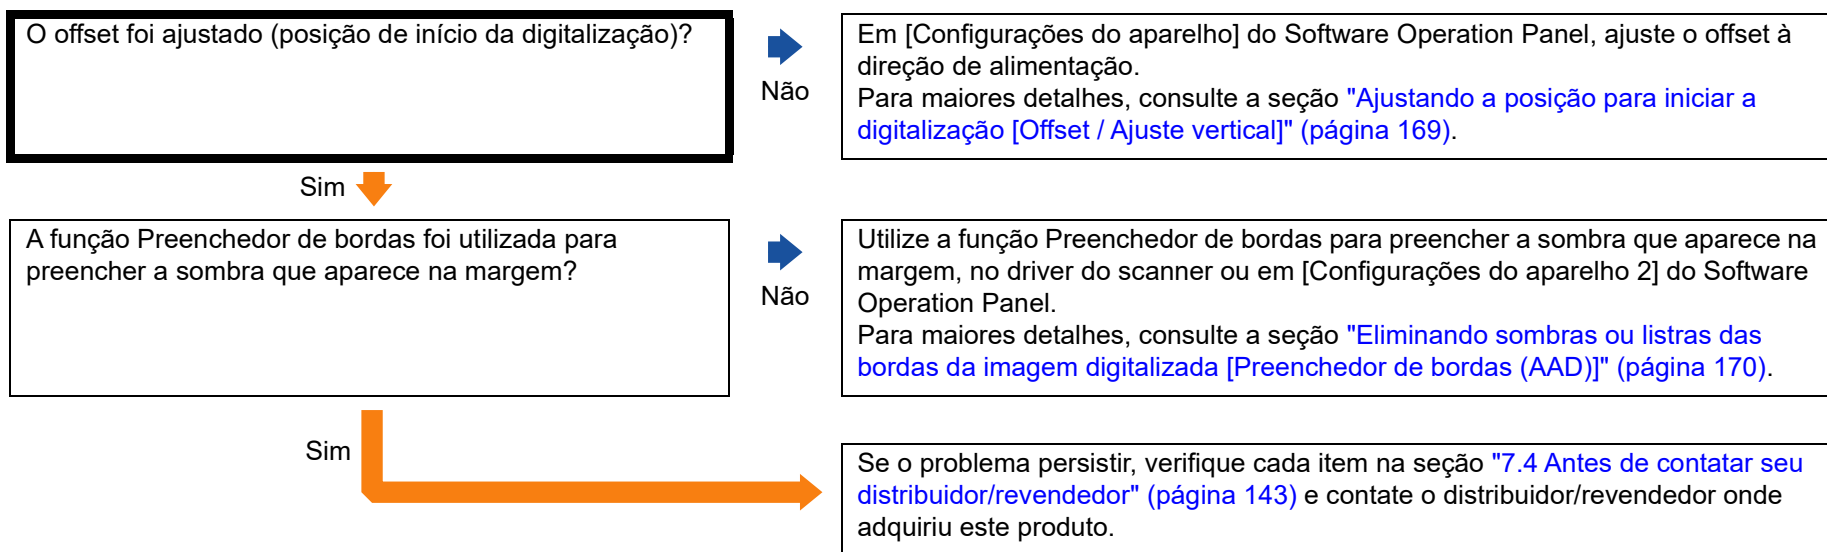 O offset foi ajustado (posição de início da digitalização)?
Não
Em [Configurações do aparelho] do Software Operation Panel, ajuste o offset à
direção de alimentação.
Para maiores detalhes, consulte a seção "Ajustando a posição para iniciar a
digitalização [Offset / Ajuste vertical]" (página 169).
Sim
A função Preenchedor de bordas foi utilizada para
preencher a sombra que aparece na margem?
Não
Utilize a função Preenchedor de bordas para preencher a sombra que aparece na
margem, no driver do scanner ou em [Configurações do aparelho 2] do Software
Operation Panel.
Para maiores detalhes, consulte a seção "Eliminando sombras ou listras das
bordas da imagem digitalizada [Preenchedor de bordas (AAD)]" (página 170).
Sim
Se o problema persistir, verifique cada item na seção "7.4 Antes de contatar seu
distribuidor/revendedor" (página 143) e contate o distribuidor/revendedor onde
adquiriu este produto.